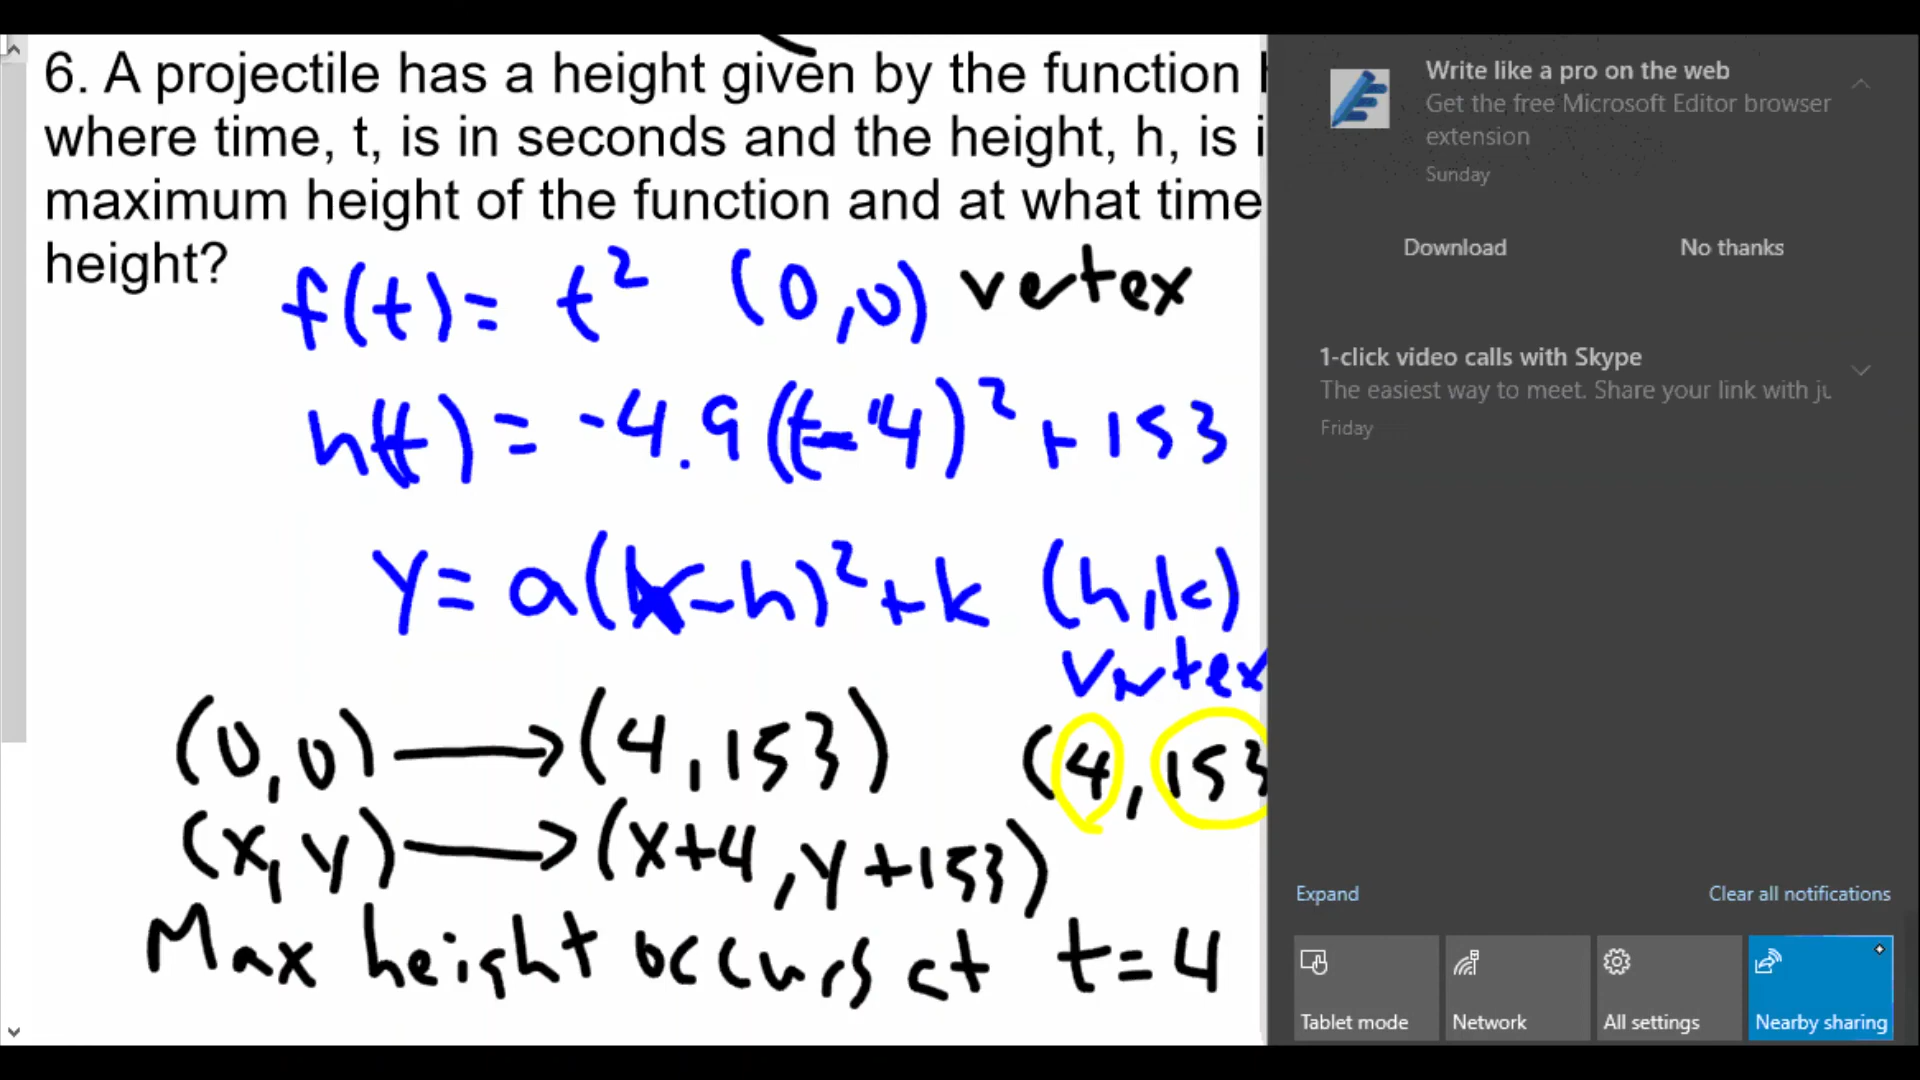 6. A projectile has a height given by the function
where time, t, is in seconds and the height, h, is
maximum height of the function and at what time
height?
f(t) = t² (0,0) vertex
h(t) = -4.9(t-4)² + 153
y = a(x-h)² + k (h,k)
vertex
(0,0) → (4,153) (4,153
(x,y) → (x+4,y+153)
Max height occurs at t=4
Write like a pro on the web
Get the free Microsoft Editor browser
extension
Sunday
Download No thanks
1-click video calls with Skype
The easiest way to meet. Share your link with ju
Friday
Expand Clear all notifications
Tablet mode Network All settings Nearby sharing